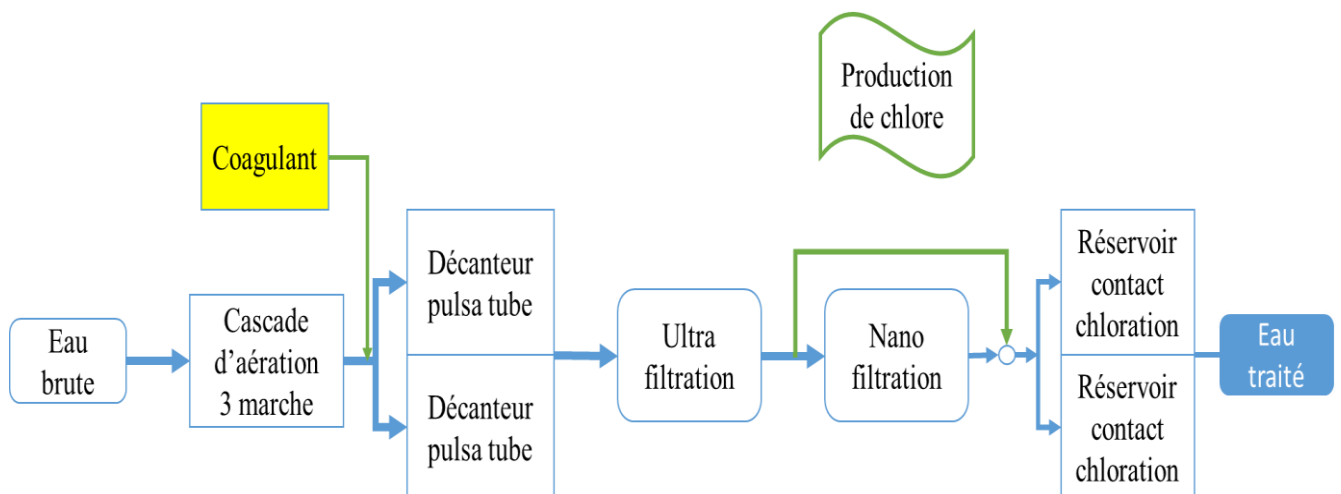 Production
de chlore
Coagulant
Eau
brute
Cascade
d’aération
3 marche
Décanteur
pulsa tube
Décanteur
pulsa tube
Ultra
filtration
Nano
filtration
Réservoir
contact
chloration
Réservoir
contact
chloration
Eau
traité